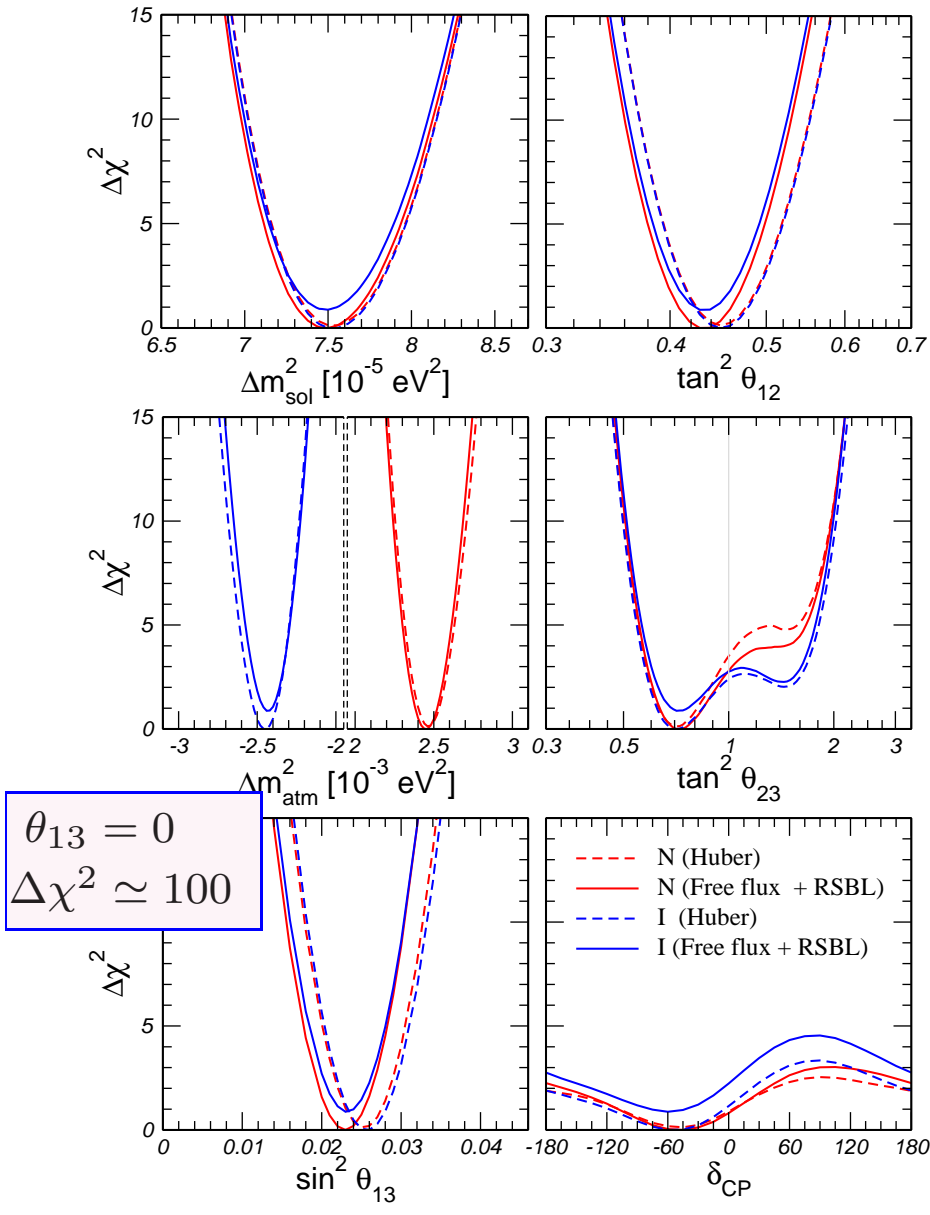 15
10
5
0
Δχ²
6.5 7 7.5 8 8.5
Δm²sol [10⁻⁵ eV²]
0.3 0.4 0.5 0.6 0.7
tan² θ12
15
10
5
0
Δχ²
-3 -2.5 -2 2 2.5 3
Δm²atm [10⁻³ eV²]
0.3 0.5 1 2 3
tan² θ23
θ13 = 0
Δχ² ≃ 100
Δχ²
5
0
0 0.01 0.02 0.03 0.04
sin² θ13
N (Huber)
N (Free flux + RSBL)
I (Huber)
I (Free flux + RSBL)
-180 -120 -60 0 60 120 180
δCP